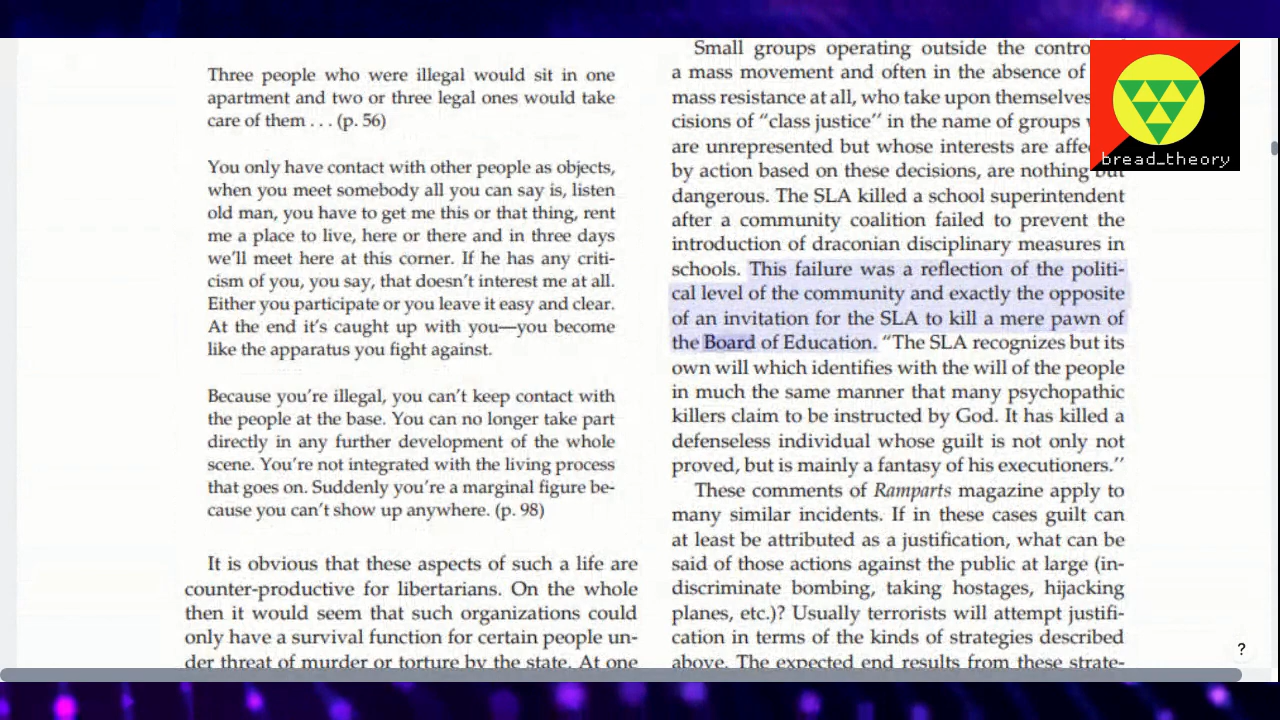 Three people who were illegal would sit in one
apartment and two or three legal ones would take
care of them . . . (p. 56)
You only have contact with other people as objects,
when you meet somebody all you can say is, listen
old man, you have to get me this or that thing, rent
me a place to live, here or there and in three days
we'll meet here at this corner. If he has any criti-
cism of you, you say, that doesn't interest me at all.
Either you participate or you leave it easy and clear.
At the end it's caught up with you—you become
like the apparatus you fight against.
Because you're illegal, you can't keep contact with
the people at the base. You can no longer take part
directly in any further development of the whole
scene. You're not integrated with the living process
that goes on. Suddenly you're a marginal figure be-
cause you can't show up anywhere. (p. 98)
It is obvious that these aspects of such a life are
counter-productive for libertarians. On the whole
then it would seem that such organizations could
only have a survival function for certain people un-
der threat of murder or torture by the state. At one
Small groups operating outside the
a mass movement and often in the absence of
mass resistance at all, who take upon themselves
cisions of "class justice" in the name of groups
are unrepresented but whose interests are
by action based on these decisions, are nothing but
dangerous. The SLA killed a school superintendent
after a community coalition failed to prevent the
introduction of draconian disciplinary measures in
schools. This failure was a reflection of the politi-
cal level of the community and exactly the opposite
of an invitation for the SLA to kill a mere pawn of
the Board of Education. "The SLA recognizes but its
own will which identifies with the will of the people
in much the same manner that many psychopathic
killers claim to be instructed by God. It has killed a
defenseless individual whose guilt is not only not
proved, but is mainly a fantasy of his executioners."
These comments of Ramparts magazine apply to
many similar incidents. If in these cases guilt can
at least be attributed as a justification, what can be
said of those actions against the public at large (in-
discriminate bombing, taking hostages, hijacking
planes, etc.)? Usually terrorists will attempt justifi-
cation in terms of the kinds of strategies described
above. The expected end results from these strate-
bread_theory
?